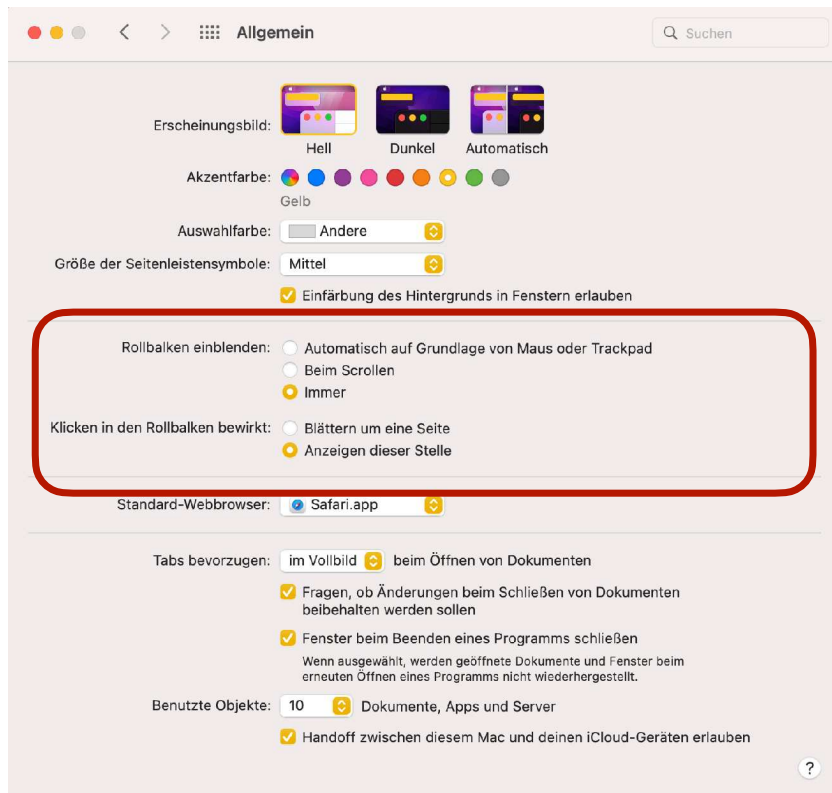 Allgemein
Suchen
Erscheinungsbild:
Hell
Dunkel
Automatisch
Akzentfarbe:
Gelb
Auswahlfarbe: Andere
Größe der Seitenleistensymbole: Mittel
Einfärbung des Hintergrunds in Fenstern erlauben
Rollbalken einblenden: Automatisch auf Grundlage von Maus oder Trackpad
Beim Scrollen
Immer
Klicken in den Rollbalken bewirkt: Blättern um eine Seite
Anzeigen dieser Stelle
Standard-Webbrowser: Safari.app
Tabs bevorzugen: im Vollbild beim Öffnen von Dokumenten
Fragen, ob Änderungen beim Schließen von Dokumenten
beibehalten werden sollen
Fenster beim Beenden eines Programms schließen
Wenn ausgewählt, werden geöffnete Dokumente und Fenster beim
erneuten Öffnen eines Programms nicht wiederhergestellt.
Benutzte Objekte: 10 Dokumente, Apps und Server
Handoff zwischen diesem Mac und deinen iCloud-Geräten erlauben
?